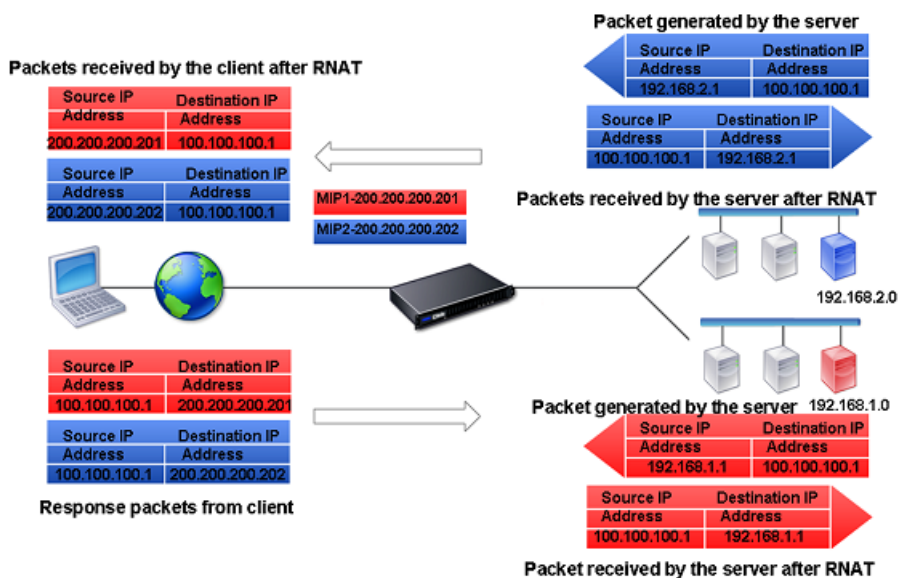 Packet generated by the server
Source IP Destination IP
Address Address
192.168.2.1 100.100.100.1
Source IP Destination IP
Address Address
100.100.100.1 192.168.2.1
Packets received by the server after RNAT
Packets received by the client after RNAT
Source IP Destination IP
Address Address
200.200.200.201 100.100.100.1
Source IP Destination IP
Address Address
200.200.200.202 100.100.100.1
MIP1-200.200.200.201
MIP2-200.200.200.202
192.168.2.0
192.168.1.0
Source IP Destination IP
Address Address
100.100.100.1 200.200.200.201
Source IP Destination IP
Address Address
100.100.100.1 200.200.200.202
Response packets from client
Packet generated by the server
Source IP Destination IP
Address Address
192.168.1.1 100.100.100.1
Source IP Destination IP
Address Address
100.100.100.1 192.168.1.1
Packet received by the server after RNAT